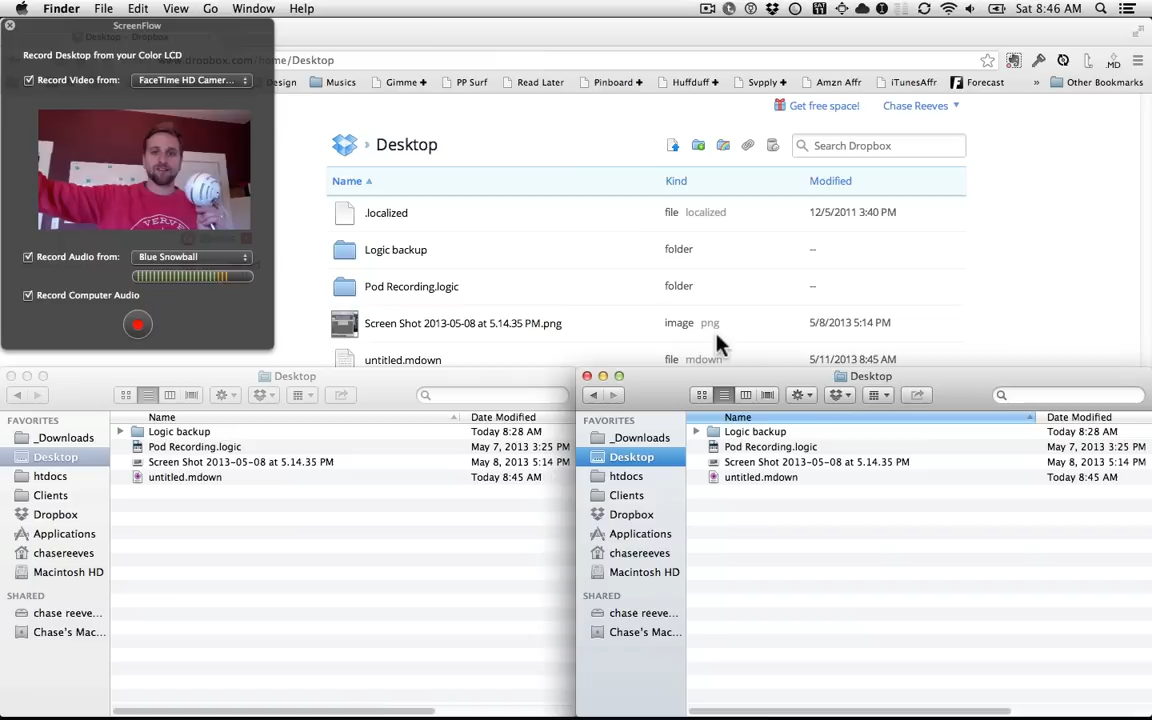 Finder File Edit View Go Window Help Sat 8:46 AM
ScreenFlow
Desktop - Dropbox
Record Desktop from your Color LCD
.dropbox.com/home/Desktop
Record Video from: FaceTime HD Camer...
Design Musics Gimme + PP Surf Read Later Pinboard + Huffduff + Svpply + Amzn Affr iTunesAffr Forecast » Other Bookmarks
.MD
Get free space! Chase Reeves
› Desktop
Search Dropbox
Name Kind Modified
.localized file localized 12/5/2011 3:40 PM
Logic backup folder --
Pod Recording.logic folder --
Screen Shot 2013-05-08 at 5.14.35 PM.png image png 5/8/2013 5:14 PM
untitled.mdown file mdown 5/11/2013 8:45 AM
Record Audio from: Blue Snowball
Record Computer Audio
Desktop
FAVORITES
_Downloads
Desktop
htdocs
Clients
Dropbox
Applications
chasereeves
Macintosh HD
SHARED
chase reeve...
Chase's Mac...
Name Date Modified
Logic backup Today 8:28 AM
Pod Recording.logic May 7, 2013 3:25 PM
Screen Shot 2013-05-08 at 5.14.35 PM May 8, 2013 5:14 PM
untitled.mdown Today 8:45 AM
Desktop
FAVORITES
_Downloads
Desktop
htdocs
Clients
Dropbox
Applications
chasereeves
Macintosh HD
SHARED
chase reeve...
Chase's Mac...
Name Date Modified
Logic backup Today 8:28 AM
Pod Recording.logic May 7, 2013 3:25 PM
Screen Shot 2013-05-08 at 5.14.35 PM May 8, 2013 5:14 PM
untitled.mdown Today 8:45 AM